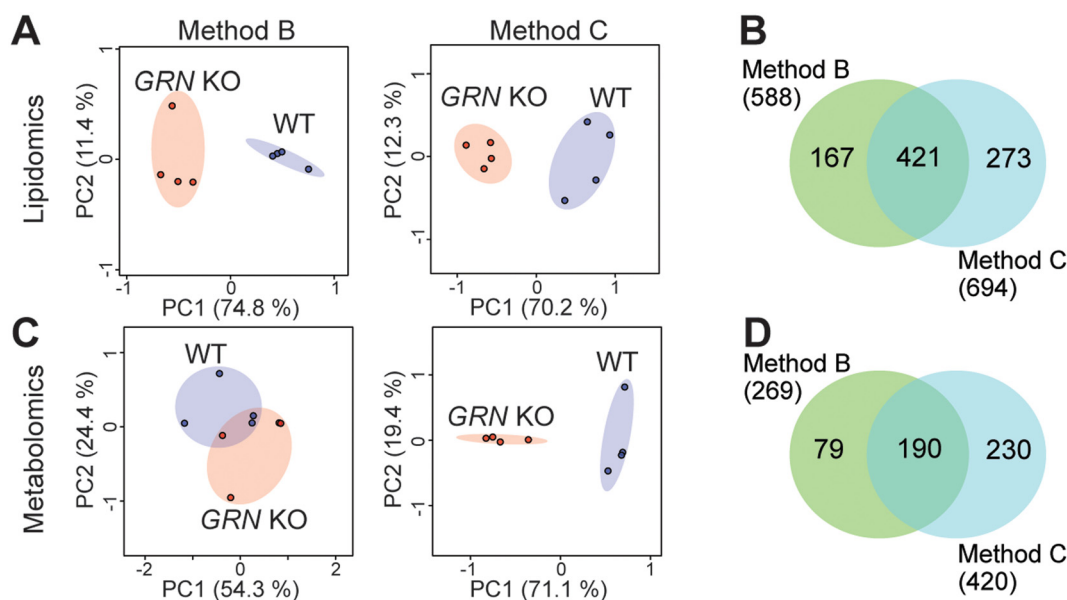 A
Method B
Method C
B
Lipidomics
PC2 (11.4 %)
1
0
-1
GRN KO
WT
-1
0
1
PC1 (74.8 %)
PC2 (12.3 %)
1
0
-1
GRN KO
WT
-1
0
1
PC1 (70.2 %)
Method B
(588)
167
421
273
Method C
(694)
C
Metabolomics
PC2 (24.4 %)
1
0
-1
WT
GRN KO
-2
0
2
PC1 (54.3 %)
PC2 (19.4 %)
1
0
-1
GRN KO
WT
-1
0
1
PC1 (71.1 %)
D
Method B
(269)
79
190
230
Method C
(420)